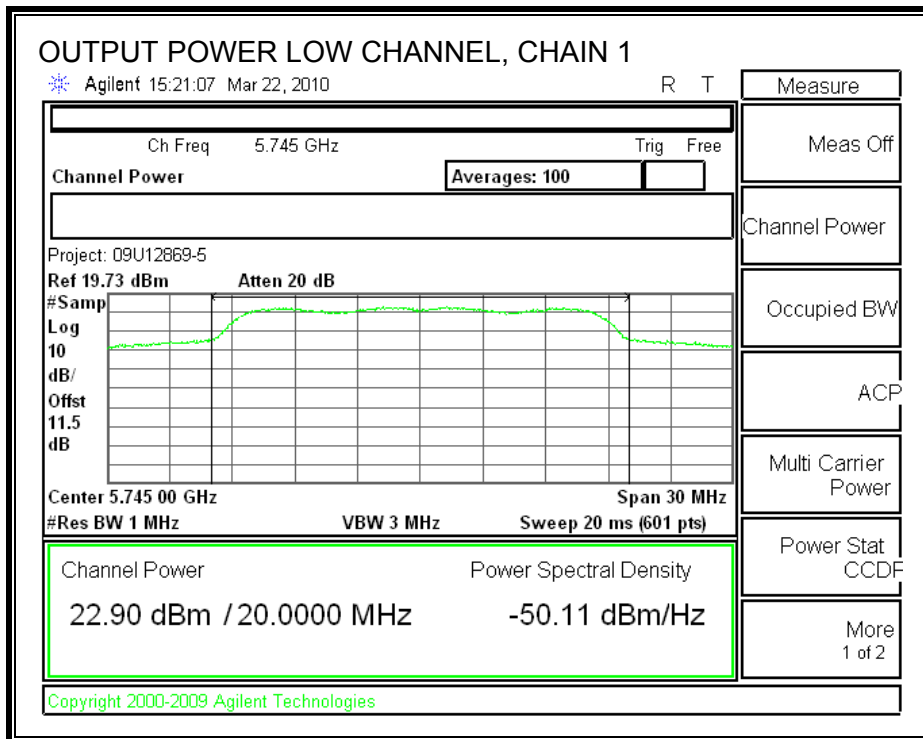 OUTPUT POWER LOW CHANNEL, CHAIN 1
Agilent 15:21:07 Mar 22, 2010 R T
Ch Freq 5.745 GHz Trig Free
Channel Power Averages: 100
Project: 09U12869-5
Ref 19.73 dBm Atten 20 dB
#Samp
Log
10
dB/
Offst
11.5
dB
Center 5.745 00 GHz Span 30 MHz
#Res BW 1 MHz VBW 3 MHz Sweep 20 ms (601 pts)
Channel Power Power Spectral Density
22.90 dBm / 20.0000 MHz -50.11 dBm/Hz
Copyright 2000-2009 Agilent Technologies
Measure
Meas Off
Channel Power
Occupied BW
ACP
Multi Carrier
Power
Power Stat
CCDF
More
1 of 2